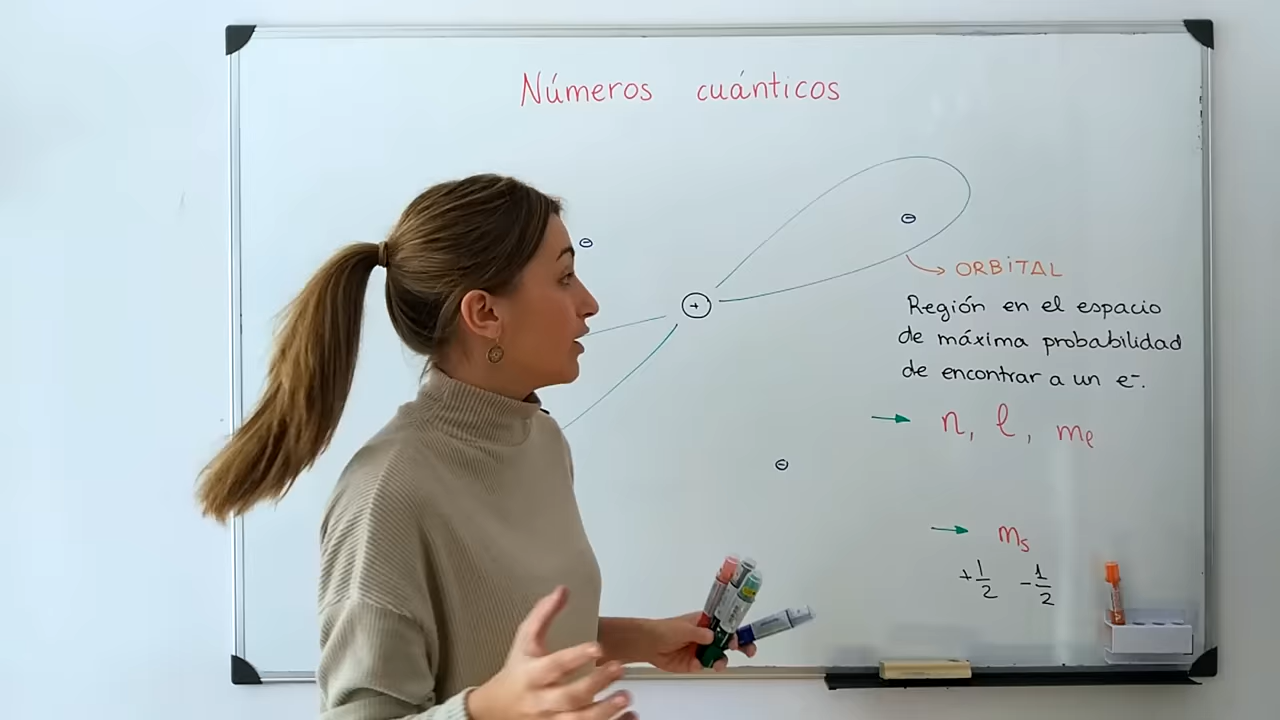 Números cuánticos
⊖
⊖
+
ORBITAL
Región en el espacio
de máxima probabilidad
de encontrar a un e⁻.
→ n, l, mₗ
⊖
→ mₛ
+1/2 -1/2